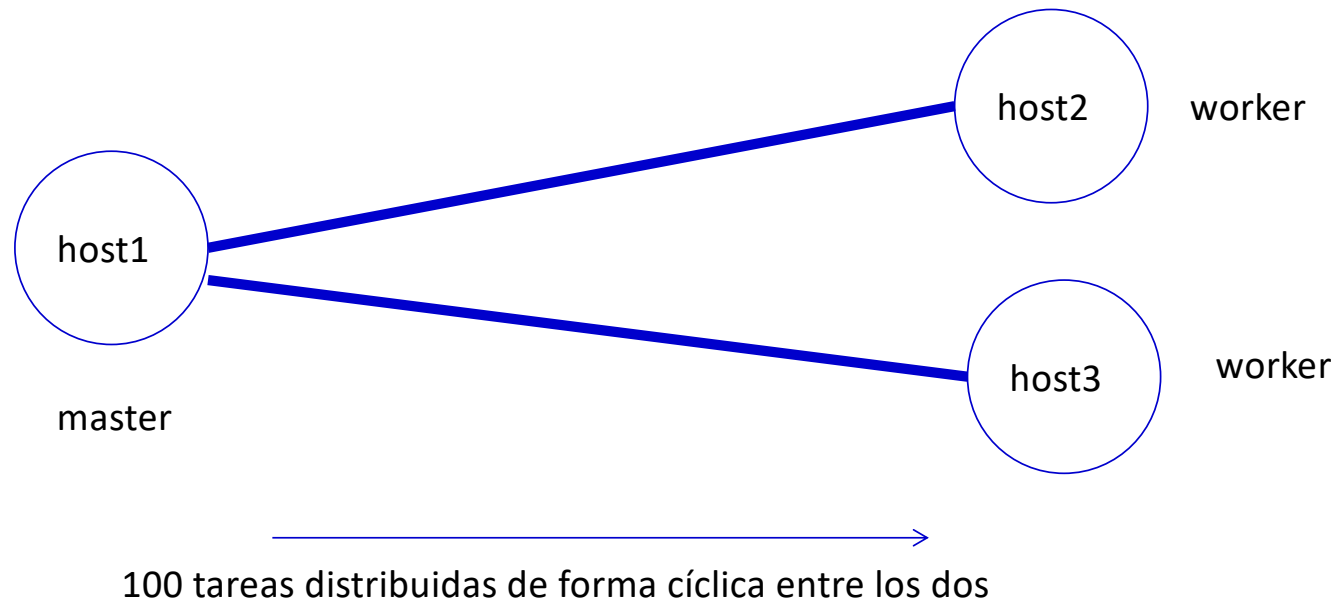 host2
worker
host1
host3
worker
master
100 tareas distribuidas de forma cíclica entre los dos